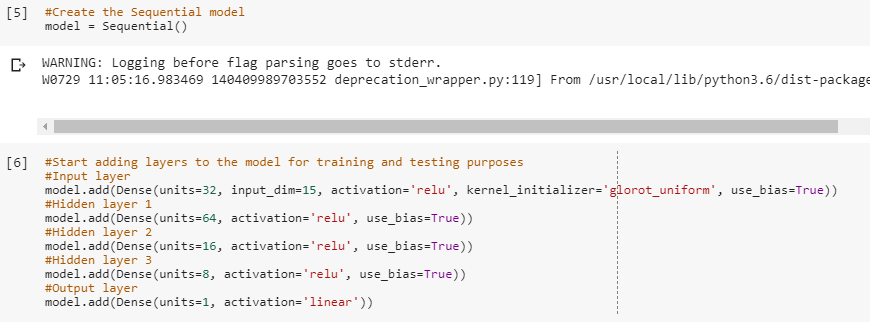 [5] #Create the Sequential model
model = Sequential()
WARNING: Logging before flag parsing goes to stderr.
W0729 11:05:16.983469 140409989703552 deprecation_wrapper.py:119] From /usr/local/lib/python3.6/dist-package
[6] #Start adding layers to the model for training and testing purposes
#Input layer
model.add(Dense(units=32, input_dim=15, activation='relu', kernel_initializer='glorot_uniform', use_bias=True))
#Hidden layer 1
model.add(Dense(units=64, activation='relu', use_bias=True))
#Hidden layer 2
model.add(Dense(units=16, activation='relu', use_bias=True))
#Hidden layer 3
model.add(Dense(units=8, activation='relu', use_bias=True))
#Output layer
model.add(Dense(units=1, activation='linear'))